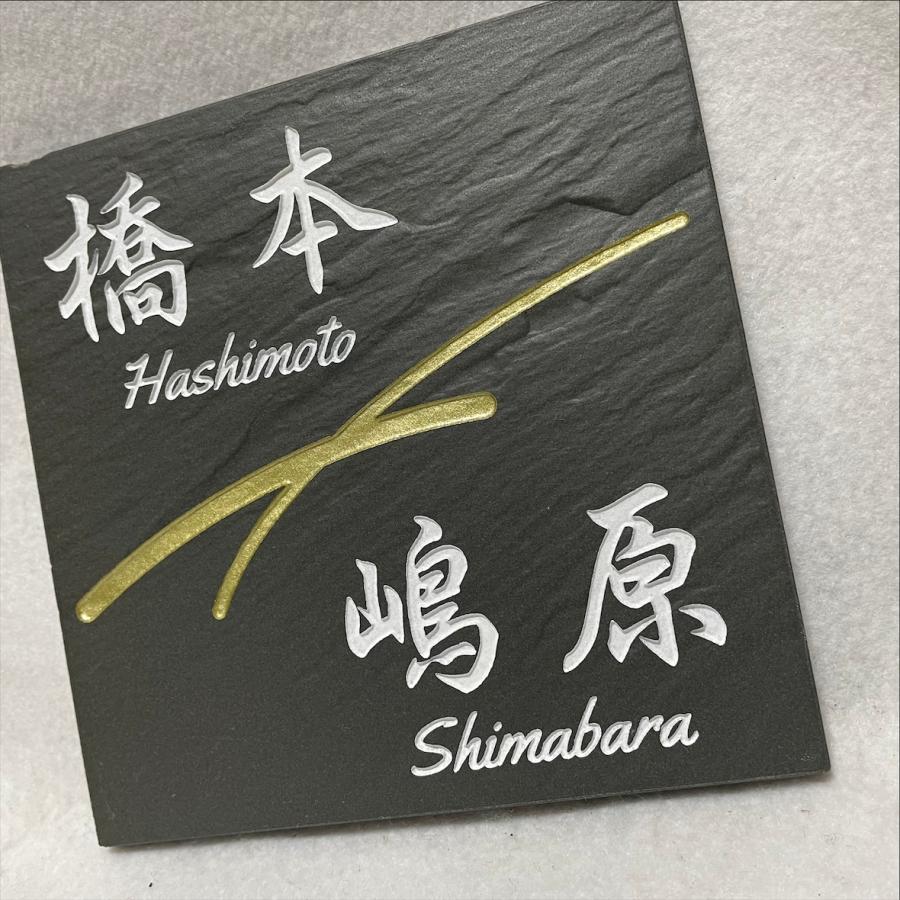 橋本
Hashimoto
嶋原
Shimabara